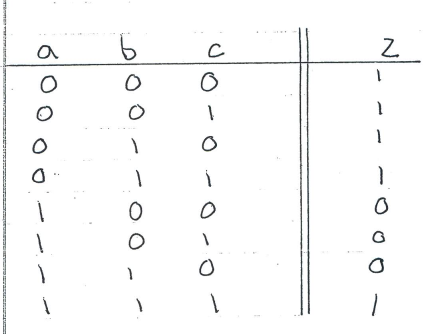 a b c Z
0 0 0 1
0 0 1 1
0 1 0 1
0 1 1 1
1 0 0 0
1 0 1 0
1 1 0 0
1 1 1 1